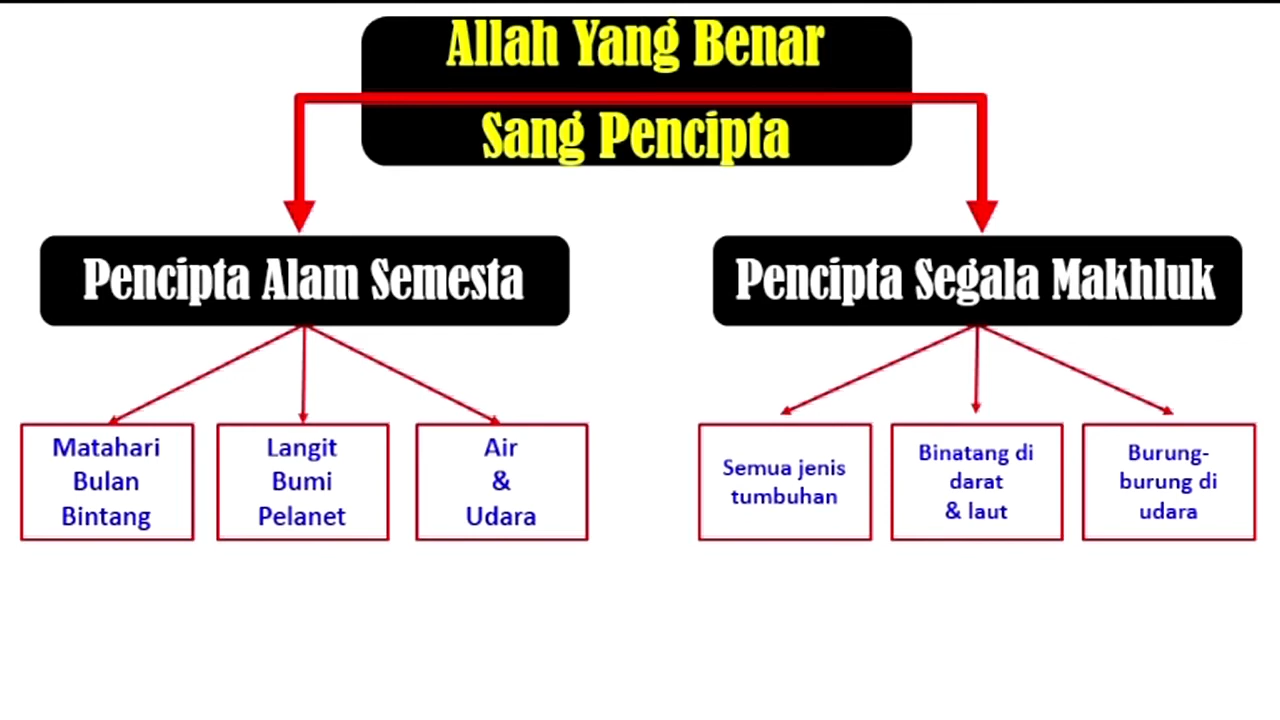 Allah Yang Benar
Sang Pencipta
Pencipta Alam Semesta
Pencipta Segala Makhluk
Matahari
Bulan
Bintang
Langit
Bumi
Pelanet
Air
&
Udara
Semua jenis
tumbuhan
Binatang di
darat
& laut
Burung-
burung di
udara